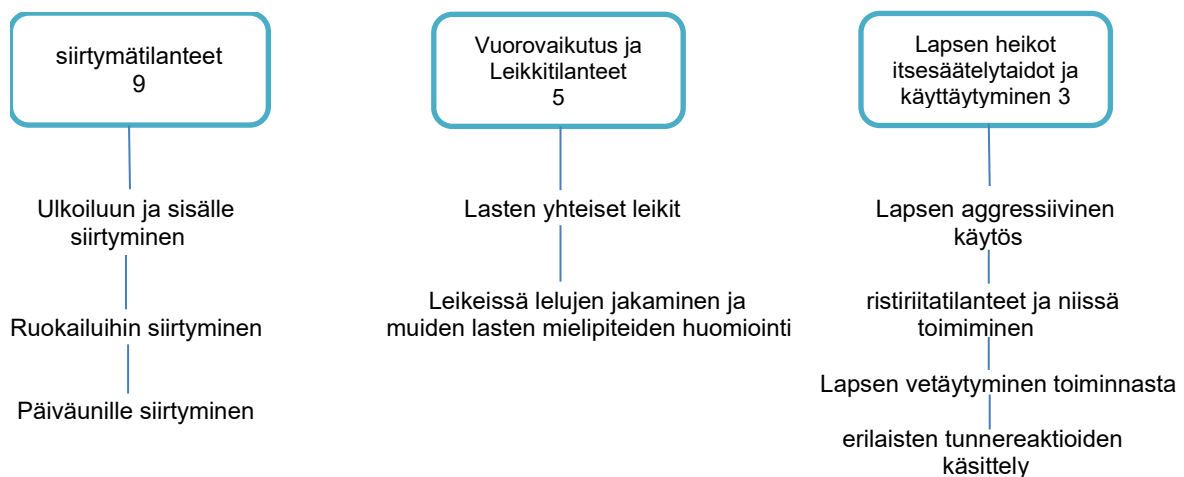 siirtymätilanteet
9
Ulkoiluun ja sisälle
siirtyminen
Ruokailuihin siirtyminen
Päiväunille siirtyminen
Vuorovaikutus ja
Leikkitilanteet
5
Lasten yhteiset leikit
Leikeissä lelujen jakaminen ja
muiden lasten mielipiteiden huomiointi
Lapsen heikot
itsesäätelytaidot ja
käyttäytyminen 3
Lapsen aggressiivinen
käytös
ristiriitatilanteet ja niissä
toimiminen
Lapsen vetäytyminen toiminnasta
erilaisten tunnereaktioiden
käsittely